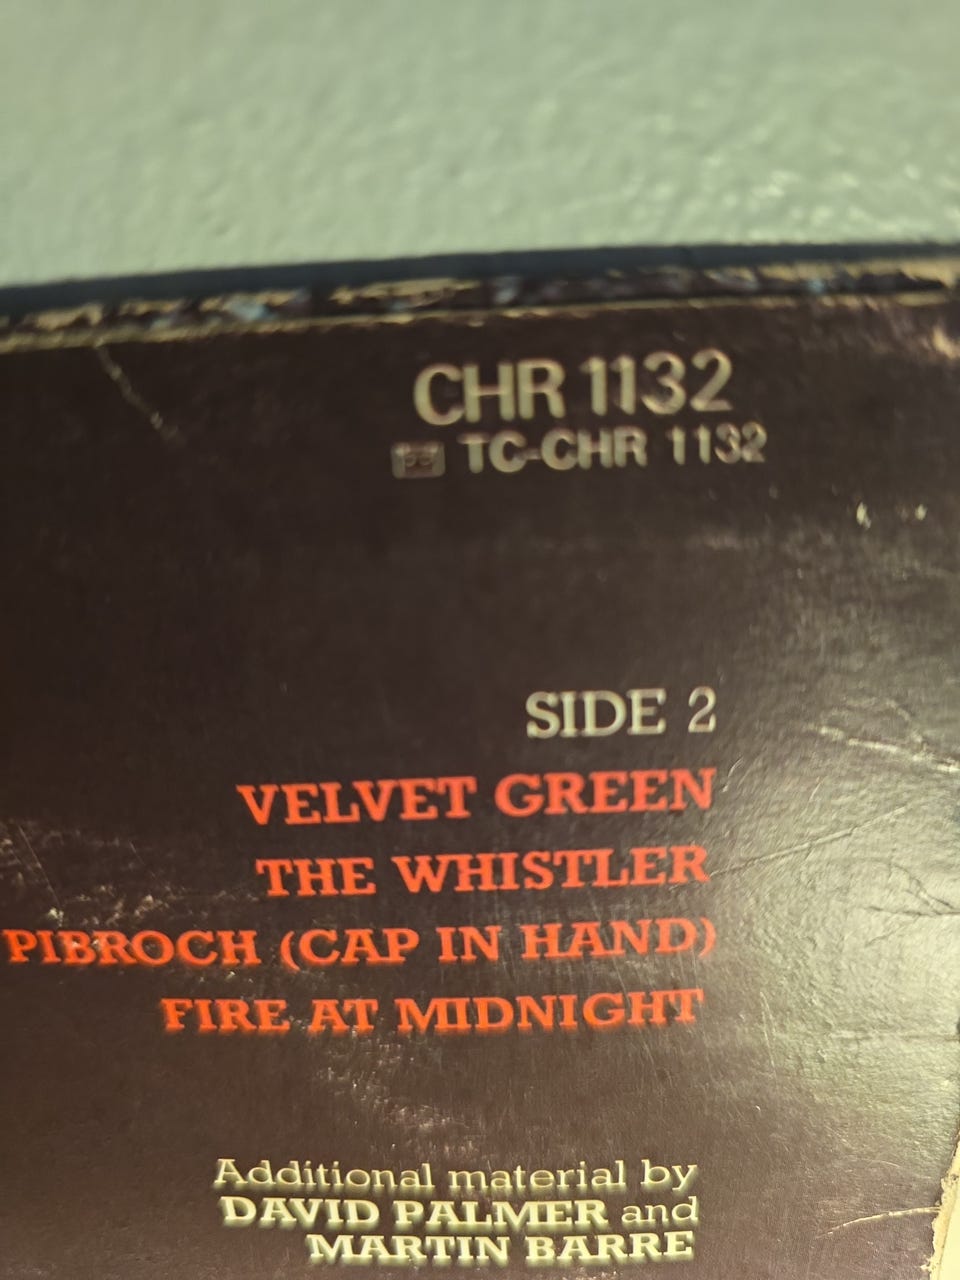 CHR 1132
TC-CHR 1132
SIDE 2
VELVET GREEN
THE WHISTLER
PIBROCH (CAP IN HAND)
FIRE AT MIDNIGHT
Additional material by
DAVID PALMER and
MARTIN BARRE